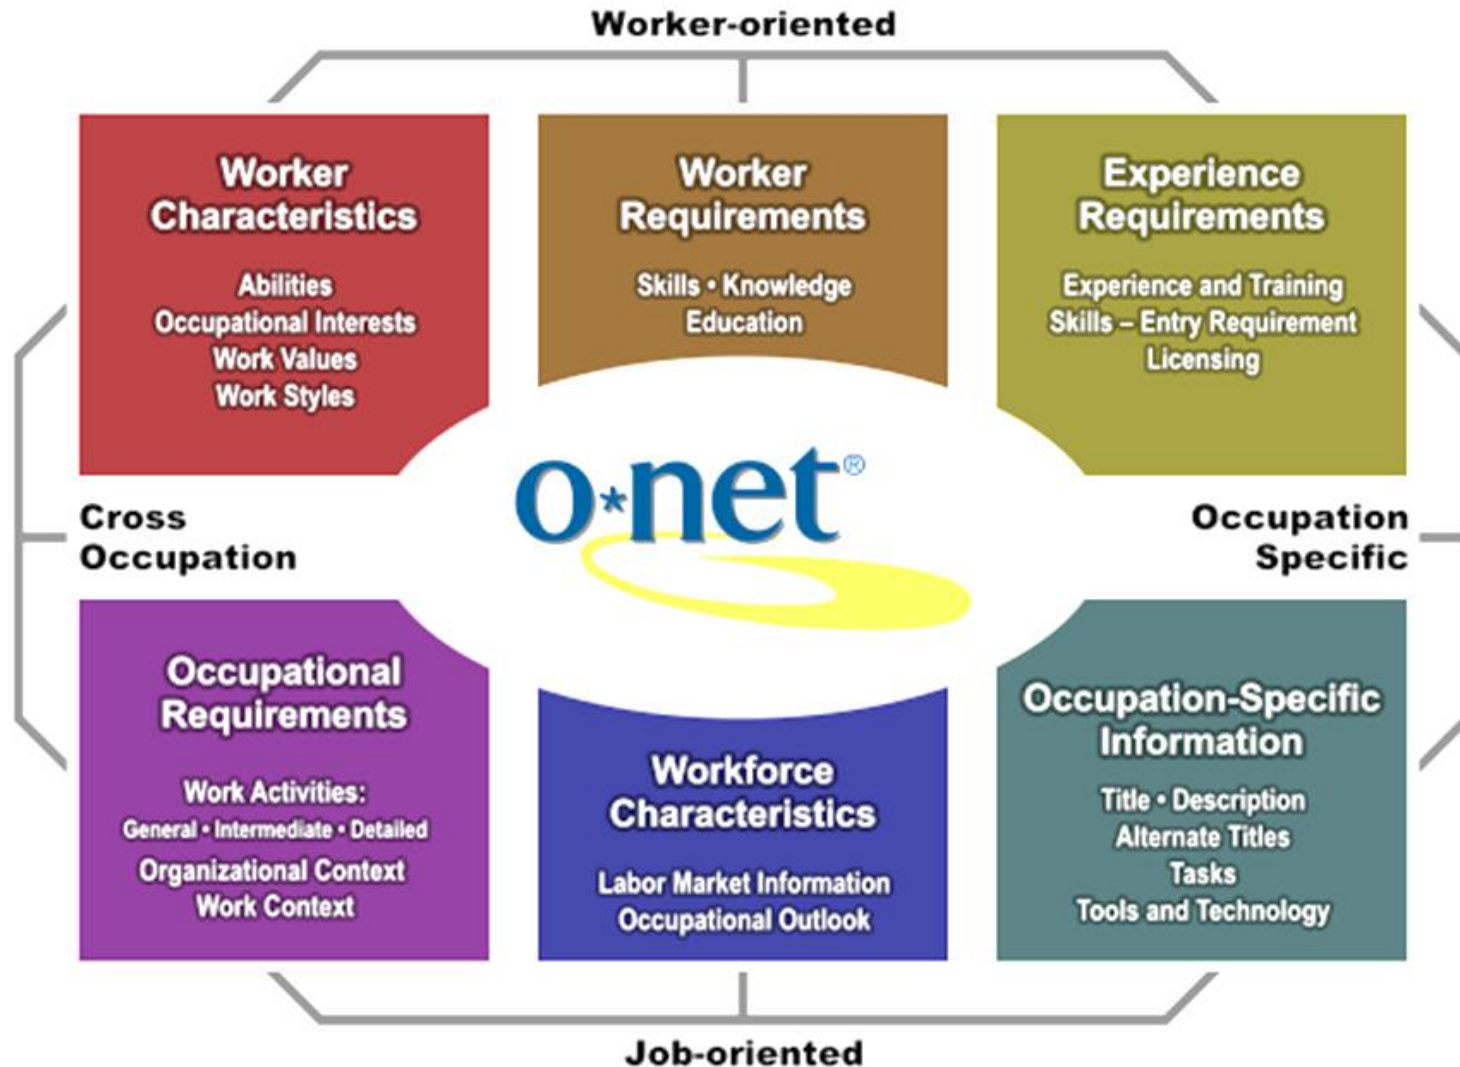 Worker-oriented
Worker
Characteristics
Abilities
Occupational Interests
Work Values
Work Styles
Worker
Requirements
Skills • Knowledge
Education
Experience
Requirements
Experience and Training
Skills – Entry Requirement
Licensing
o*net®
Cross
Occupation
Occupation
Specific
Occupational
Requirements
Work Activities:
General • Intermediate • Detailed
Organizational Context
Work Context
Workforce
Characteristics
Labor Market Information
Occupational Outlook
Occupation-Specific
Information
Title • Description
Alternate Titles
Tasks
Tools and Technology
Job-oriented